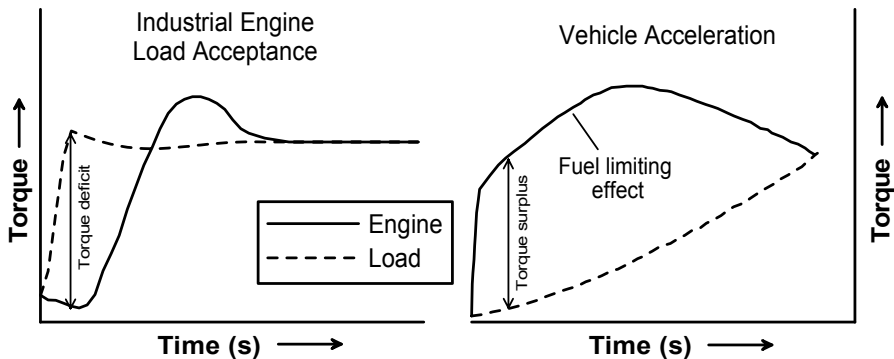 Industrial Engine
Load Acceptance
Torque
Torque deficit
Engine
Load
Time (s)
Vehicle Acceleration
Fuel limiting
effect
Torque surplus
Torque
Time (s)